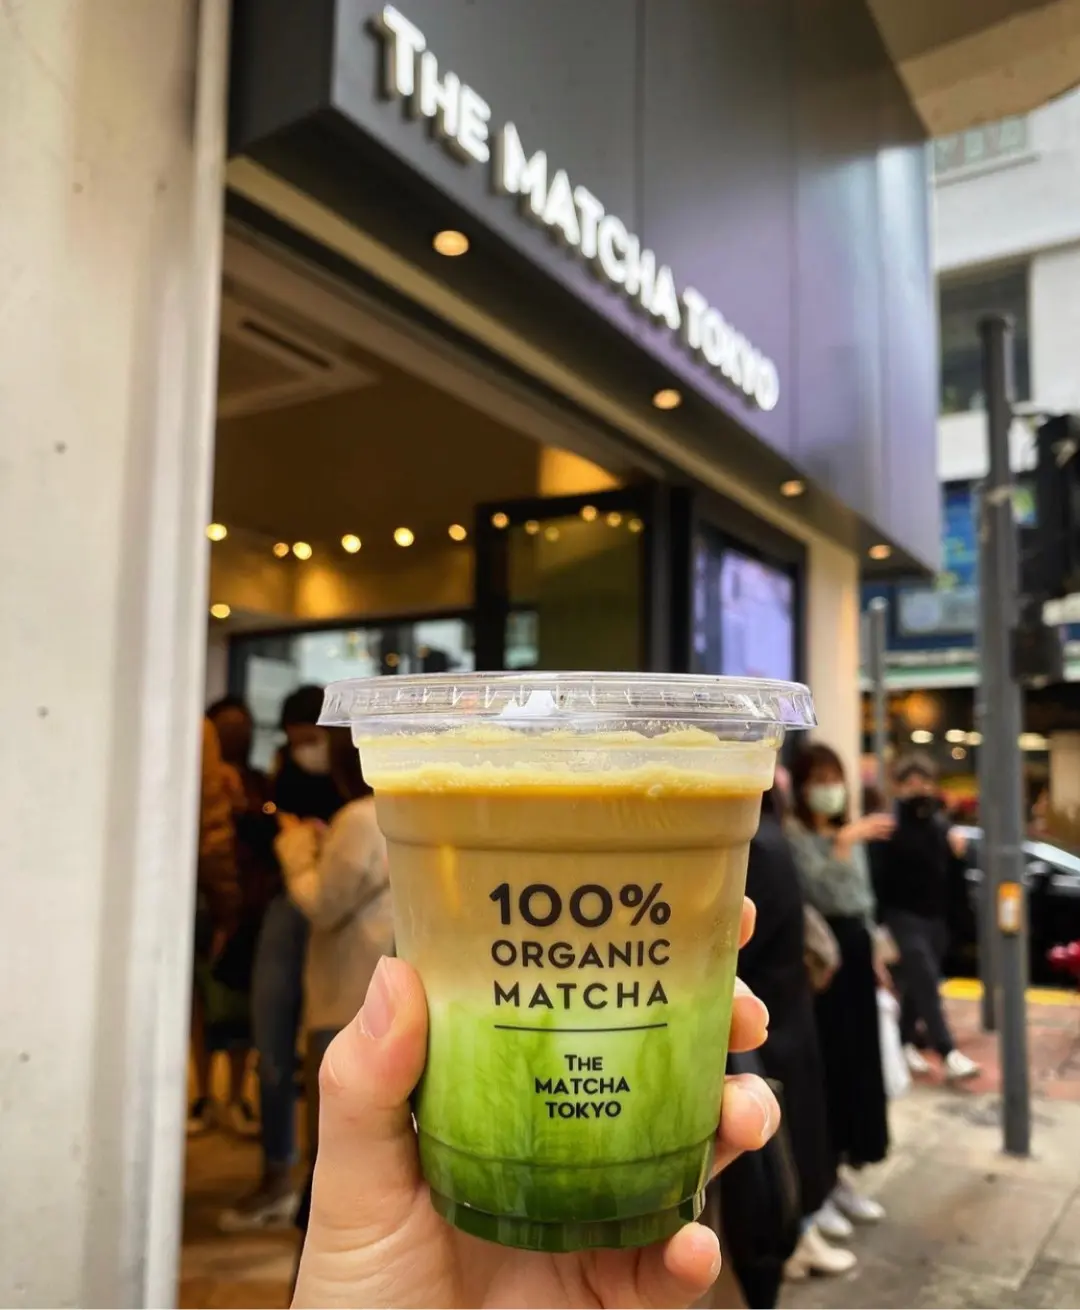 THE MATCHA TOKYO
100%
ORGANIC
MATCHA
THE
MATCHA
TOKYO